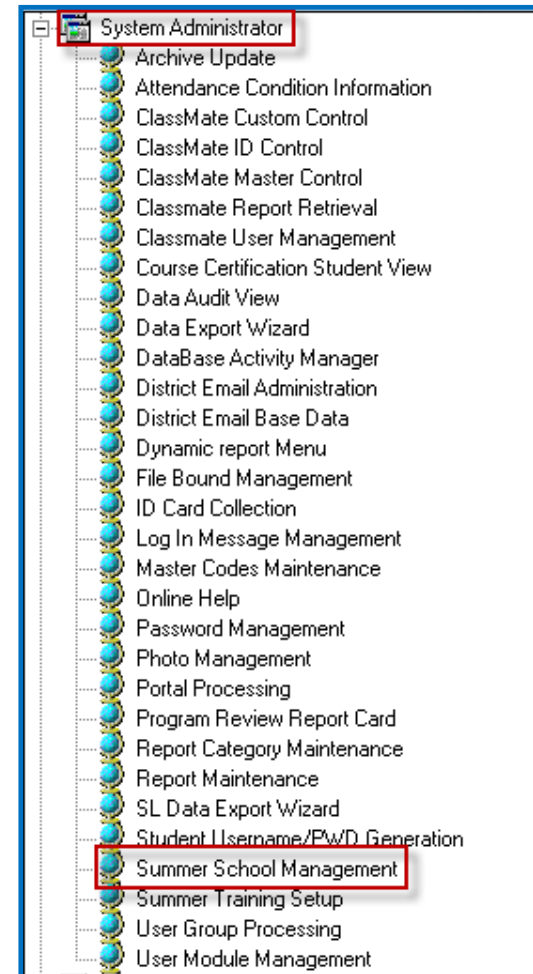 System Administrator
Archive Update
Attendance Condition Information
ClassMate Custom Control
ClassMate ID Control
ClassMate Master Control
Classmate Report Retrieval
Classmate User Management
Course Certification Student View
Data Audit View
Data Export Wizard
DataBase Activity Manager
District Email Administration
District Email Base Data
Dynamic report Menu
File Bound Management
ID Card Collection
Log In Message Management
Master Codes Maintenance
Online Help
Password Management
Photo Management
Portal Processing
Program Review Report Card
Report Category Maintenance
Report Maintenance
SL Data Export Wizard
Student Username/PWD Generation
Summer School Management
Summer Training Setup
User Group Processing
User Module Management